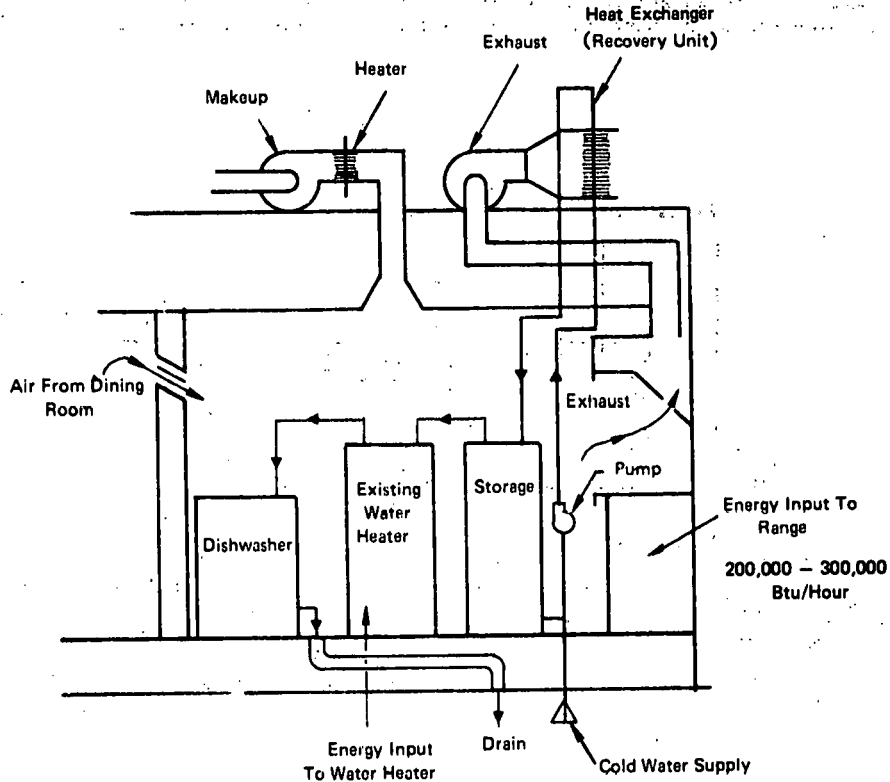 Heat Exchanger
(Recovery Unit)
Exhaust
Heater
Makeup
Air From Dining
Room
Exhaust
Pump
Storage
Existing
Water
Heater
Dishwasher
Energy Input To
Range
200,000 – 300,000
Btu/Hour
Energy Input
To Water Heater
Drain
Cold Water Supply